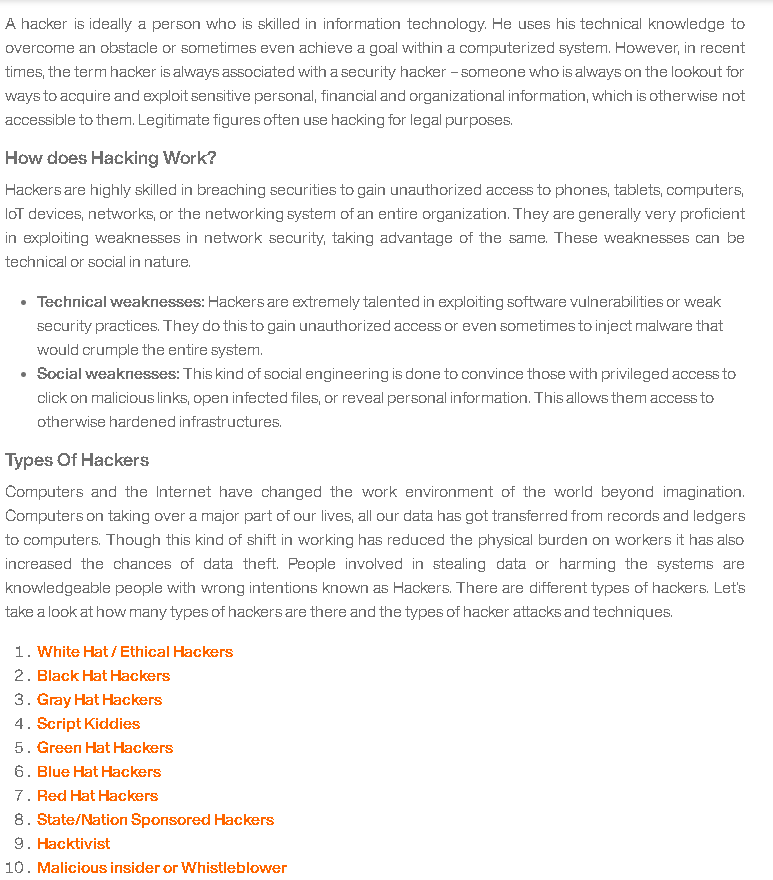 A hacker is ideally a person who is skilled in information technology. He uses his technical knowledge to
overcome an obstacle or sometimes even achieve a goal within a computerized system. However, in recent
times, the term hacker is always associated with a security hacker – someone who is always on the lookout for
ways to acquire and exploit sensitive personal, financial and organizational information, which is otherwise not
accessible to them. Legitimate figures often use hacking for legal purposes.
How does Hacking Work?
Hackers are highly skilled in breaching securities to gain unauthorized access to phones, tablets, computers,
IoT devices, networks, or the networking system of an entire organization. They are generally very proficient
in exploiting weaknesses in network security, taking advantage of the same. These weaknesses can be
technical or social in nature.
• Technical weaknesses: Hackers are extremely talented in exploiting software vulnerabilities or weak
security practices. They do this to gain unauthorized access or even sometimes to inject malware that
would crumple the entire system.
• Social weaknesses: This kind of social engineering is done to convince those with privileged access to
click on malicious links, open infected files, or reveal personal information. This allows them access to
otherwise hardened infrastructures.
Types Of Hackers
Computers and the Internet have changed the work environment of the world beyond imagination.
Computers on taking over a major part of our lives, all our data has got transferred from records and ledgers
to computers. Though this kind of shift in working has reduced the physical burden on workers it has also
increased the chances of data theft. People involved in stealing data or harming the systems are
knowledgeable people with wrong intentions known as Hackers. There are different types of hackers. Let's
take a look at how many types of hackers are there and the types of hacker attacks and techniques.
1. White Hat / Ethical Hackers
2. Black Hat Hackers
3. Gray Hat Hackers
4. Script Kiddies
5. Green Hat Hackers
6. Blue Hat Hackers
7. Red Hat Hackers
8. State/Nation Sponsored Hackers
9. Hacktivist
10. Malicious insider or Whistleblower